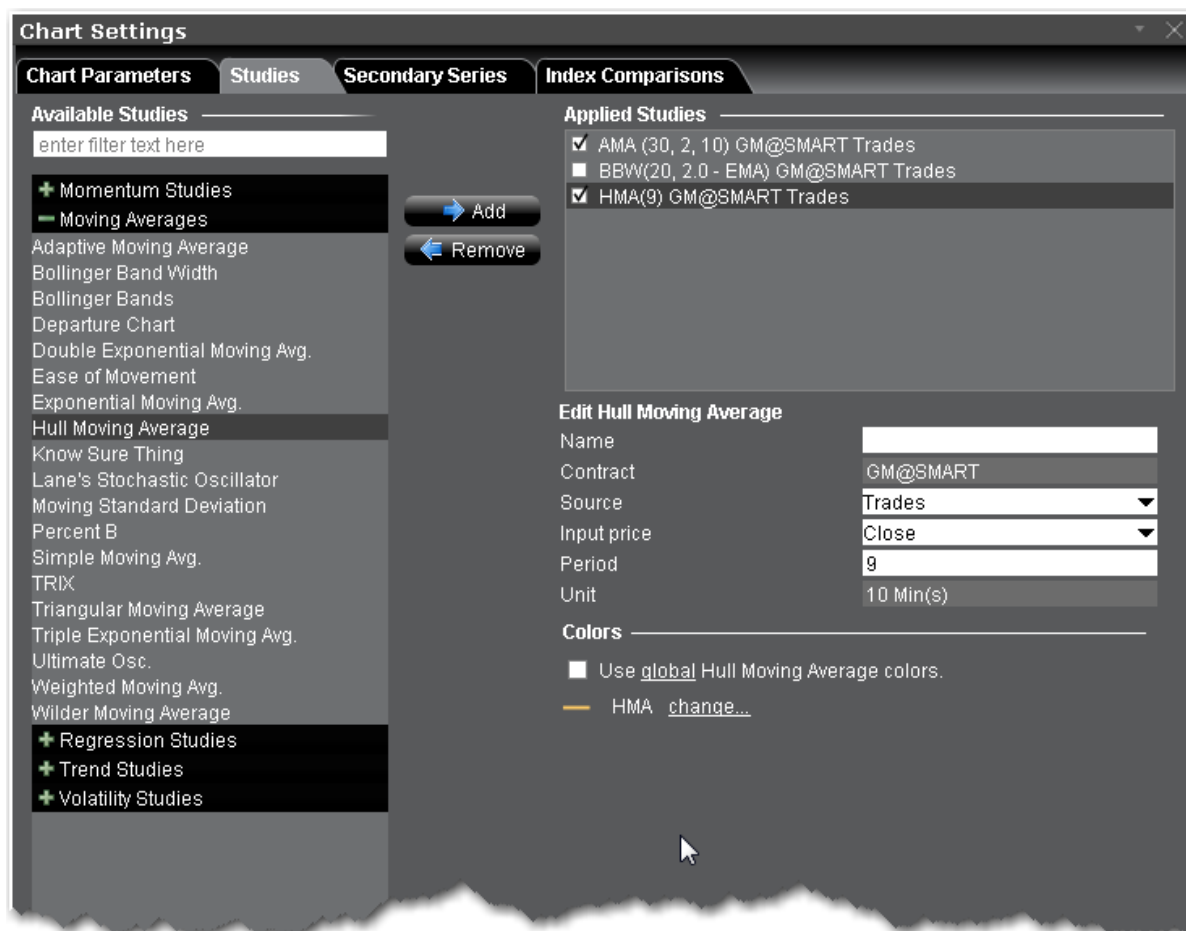 Chart Settings
Chart Parameters
Studies
Secondary Series
Index Comparisons
Available Studies
enter filter text here
Momentum Studies
Moving Averages
Adaptive Moving Average
Bollinger Band Width
Bollinger Bands
Departure Chart
Double Exponential Moving Avg.
Ease of Movement
Exponential Moving Avg.
Hull Moving Average
Know Sure Thing
Lane's Stochastic Oscillator
Moving Standard Deviation
Percent B
Simple Moving Avg.
TRIX
Triangular Moving Average
Triple Exponential Moving Avg.
Ultimate Osc.
Weighted Moving Avg.
Wilder Moving Average
Regression Studies
Trend Studies
Volatility Studies
Add
Remove
Applied Studies
AMA (30, 2, 10) GM@SMART Trades
BBW(20, 2.0 - EMA) GM@SMART Trades
HMA(9) GM@SMART Trades
Edit Hull Moving Average
Name
Contract GM@SMART
Source Trades
Input price Close
Period 9
Unit 10 Min(s)
Colors
Use global Hull Moving Average colors.
HMA change...